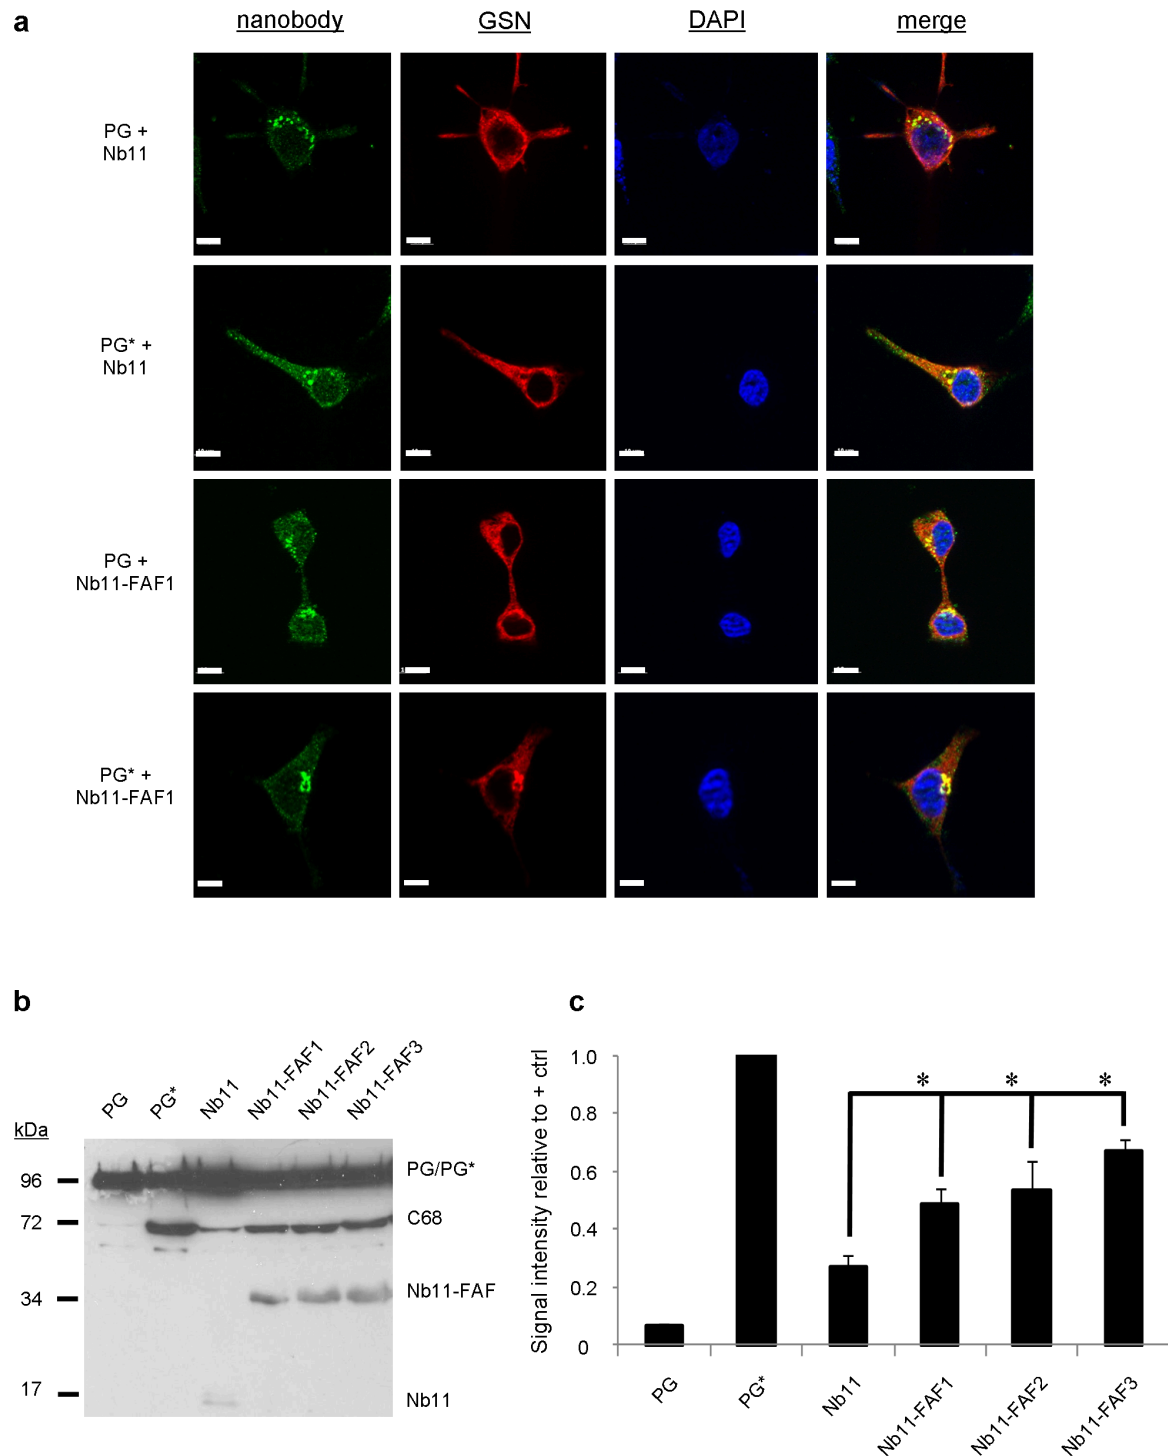 a
nanobody GSN DAPI merge
PG +
Nb11
PG* +
Nb11
PG +
Nb11-FAF1
PG* +
Nb11-FAF1
b
PG PG* Nb11 Nb11-FAF1 Nb11-FAF2 Nb11-FAF3
kDa
96
72
34
17
PG/PG*
C68
Nb11-FAF
Nb11
c
Signal intensity relative to + ctrl
1.0
0.8
0.6
0.4
0.2
0
* * *
PG PG* Nb11 Nb11-FAF1 Nb11-FAF2 Nb11-FAF3